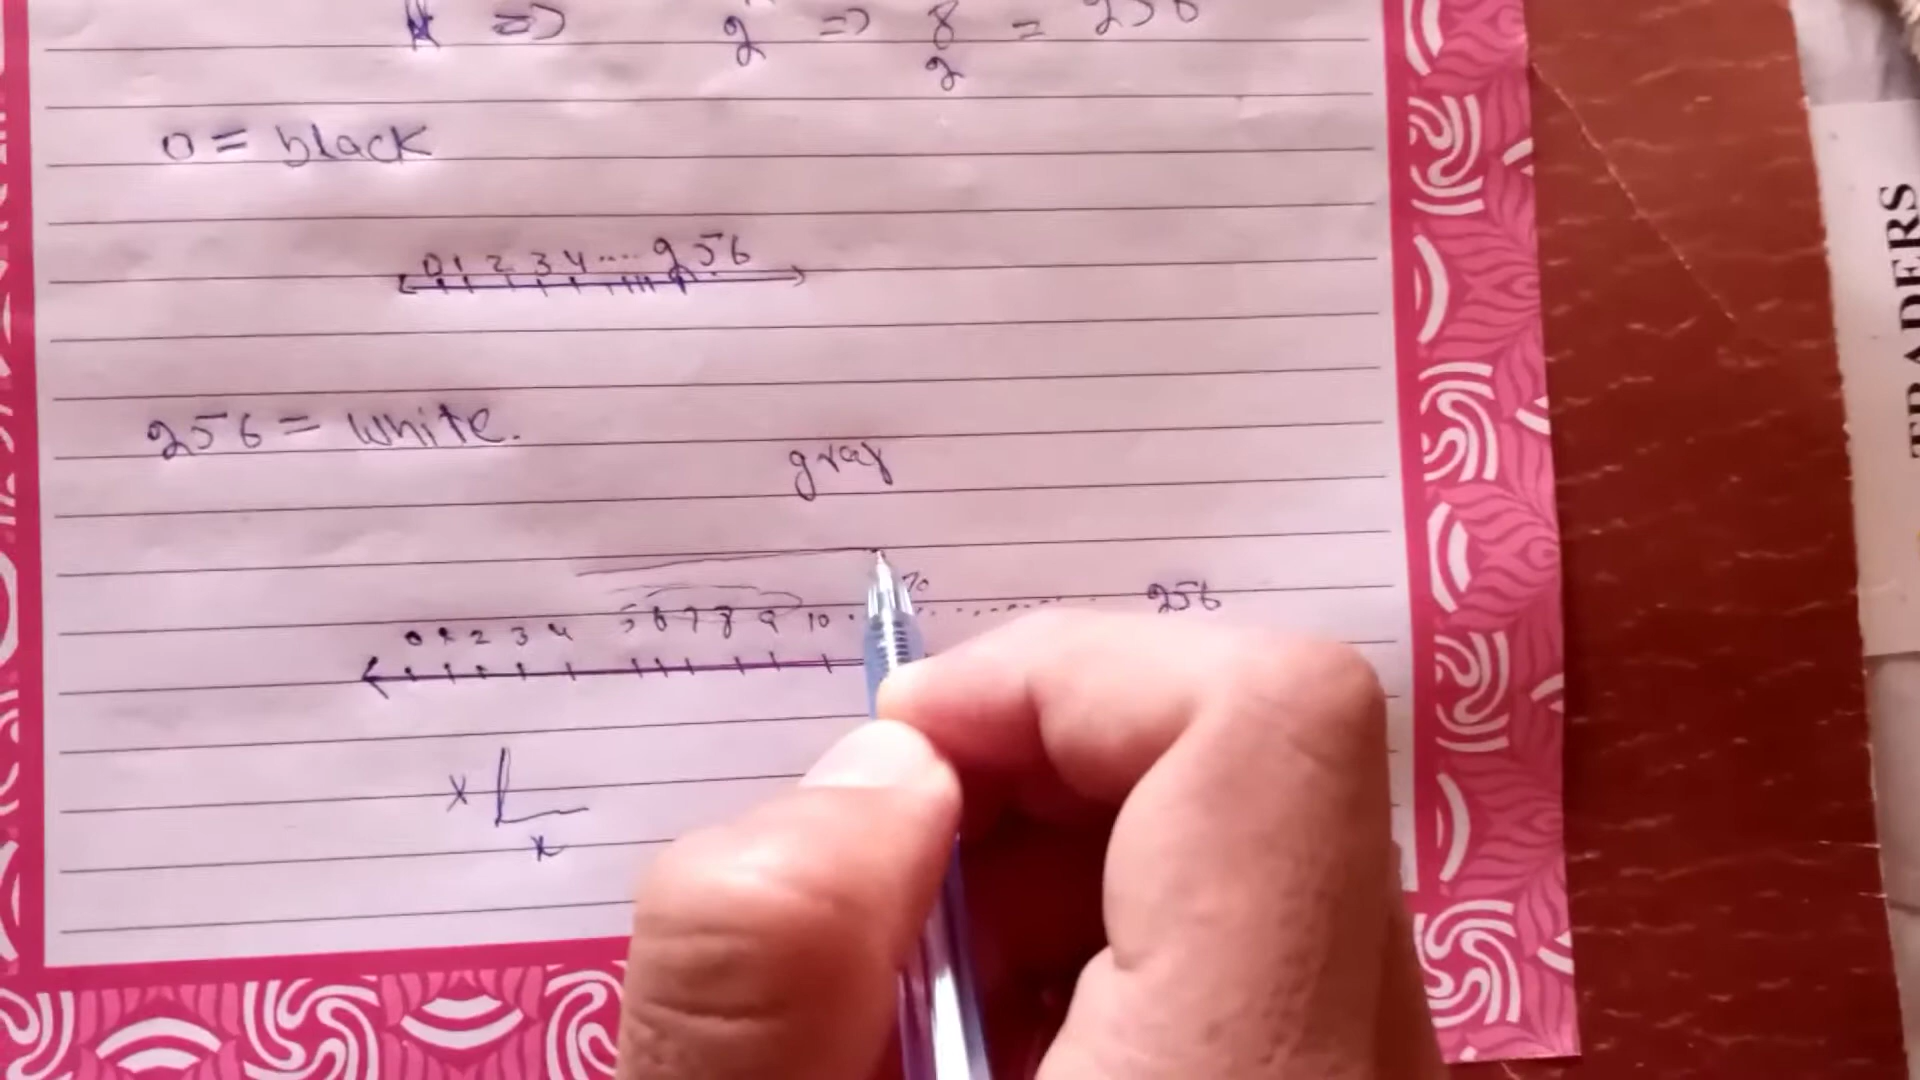 => 2 => 8 = 256
2
0 = black
0 1 2 3 4 .... 256
256 = white.
gray
70
0 1 2 3 4 5 6 7 8 9 10 . ........ 256
x
x
TRADERS